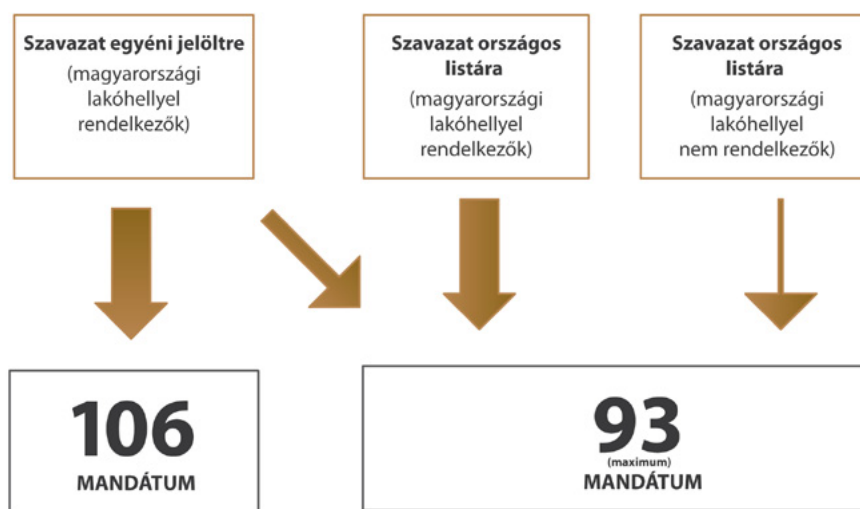 Szavazat egyéni jelöltre
(magyarországi
lakóhellyel
rendelkezők)
Szavazat országos
listára
(magyarországi
lakóhellyel
rendelkezők)
Szavazat országos
listára
(magyarországi
lakóhellyel
nem rendelkezők)
106
MANDÁTUM
93
(maximum)
MANDÁTUM